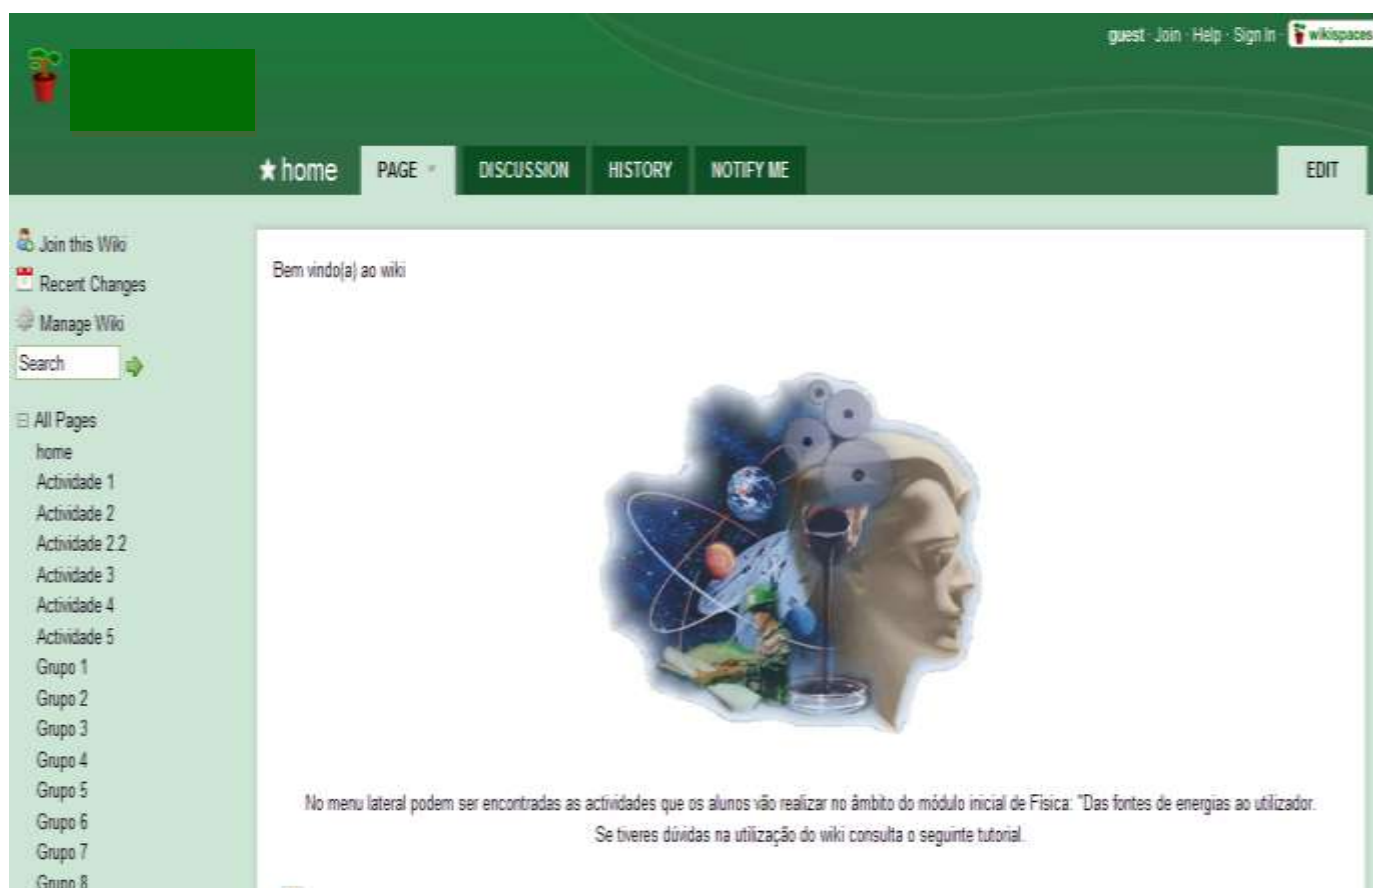 guest · Join · Help · Sign In · wikispaces
★ home PAGE DISCUSSION HISTORY NOTIFY ME EDIT
Join this Wiki
Recent Changes
Manage Wiki
Search
All Pages
home
Actividade 1
Actividade 2
Actividade 2.2
Actividade 3
Actividade 4
Actividade 5
Grupo 1
Grupo 2
Grupo 3
Grupo 4
Grupo 5
Grupo 6
Grupo 7
Grupo 8
Bem vindo(a) ao wiki
No menu lateral podem ser encontradas as actividades que os alunos vão realizar no âmbito do módulo inicial de Física: "Das fontes de energias ao utilizador.
Se tiveres dúvidas na utilização do wiki consulta o seguinte tutorial.